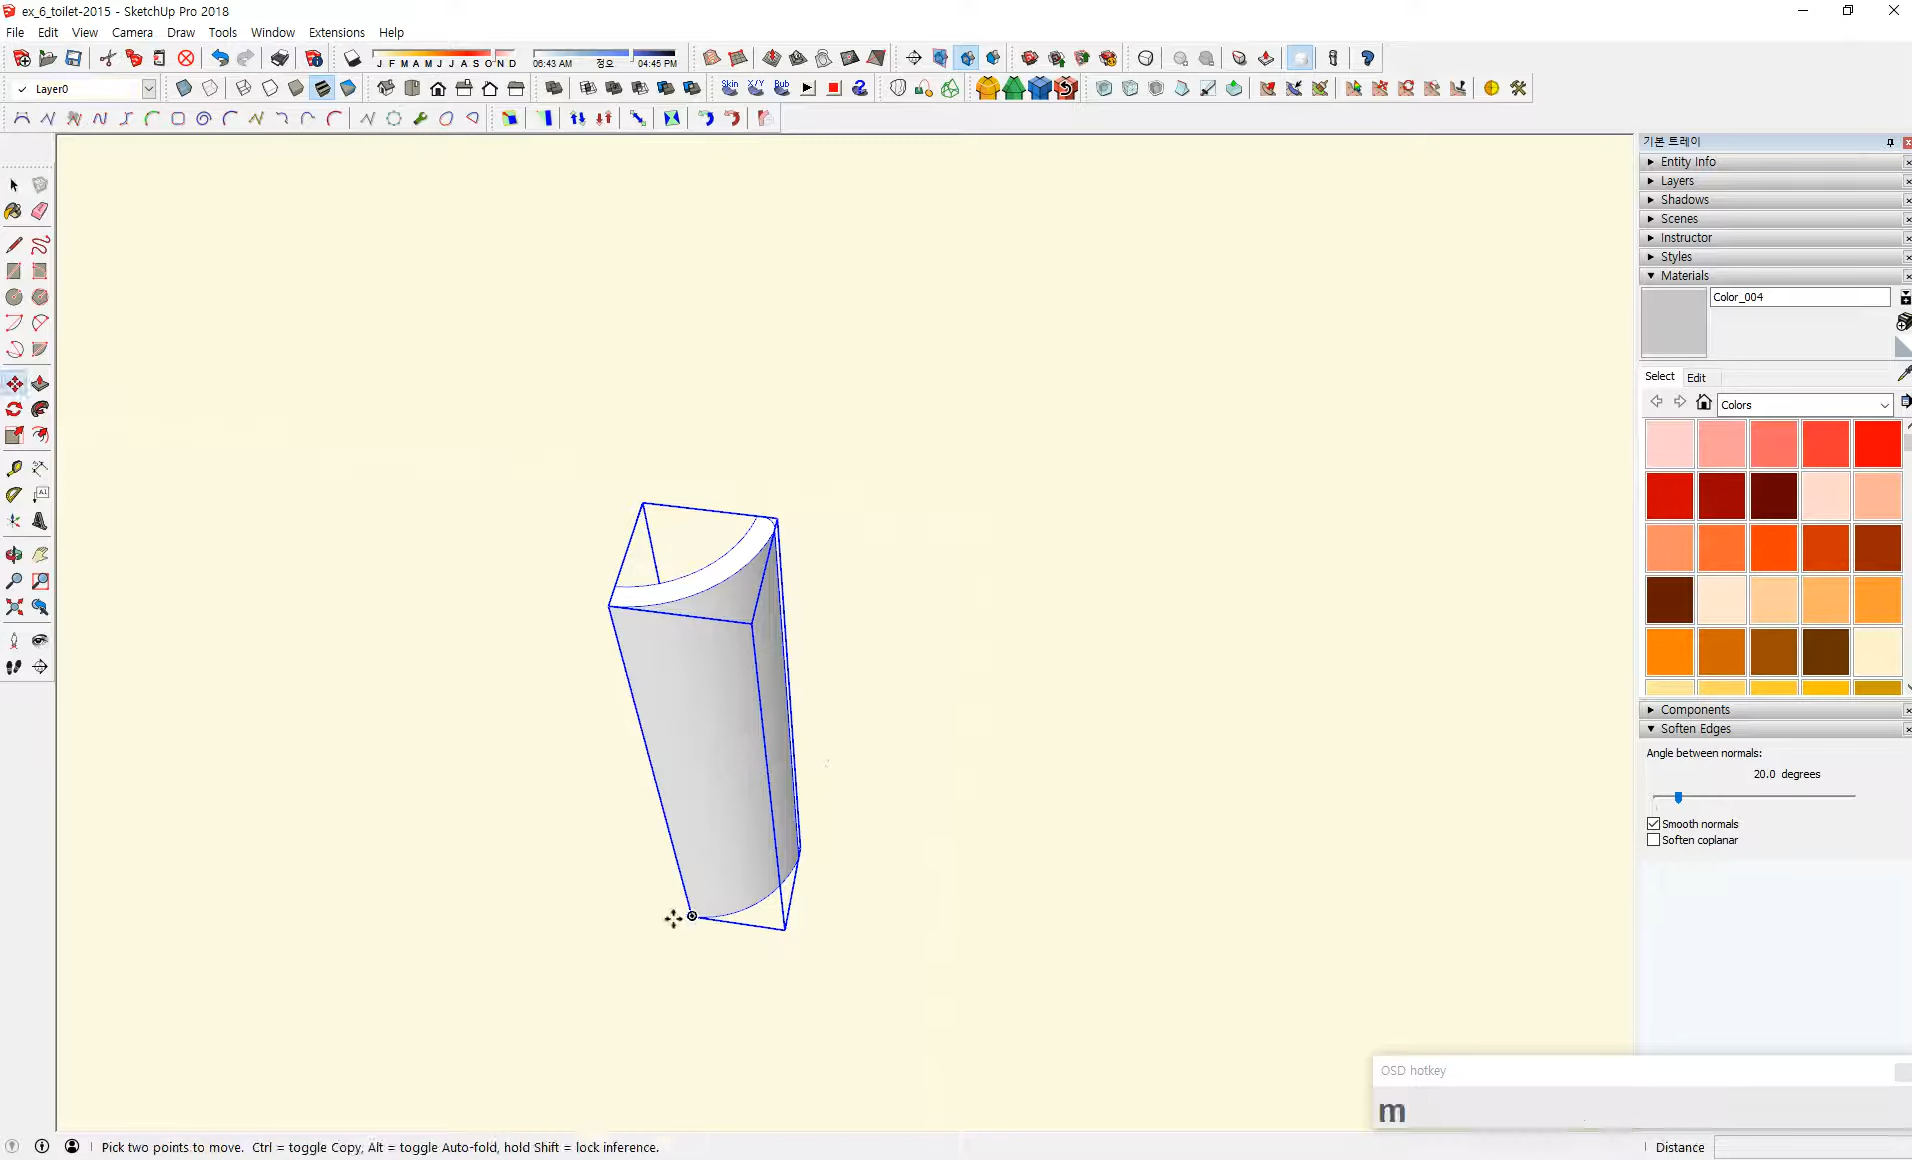 ex_6_toilet-2015 - SketchUp Pro 2018
File Edit View Camera Draw Tools Window Extensions Help
J F M A M J J A S O N D
06:43 AM 정오 04:45 PM
✓ Layer0
Skin X/Y Bub
기본 트레이
Entity Info
Layers
Shadows
Scenes
Instructor
Styles
Materials
Color_004
Select Edit
Colors
Components
Soften Edges
Angle between normals:
20.0 degrees
Smooth normals
Soften coplanar
OSD hotkey
m
Pick two points to move. Ctrl = toggle Copy, Alt = toggle Auto-fold, hold Shift = lock inference.
Distance